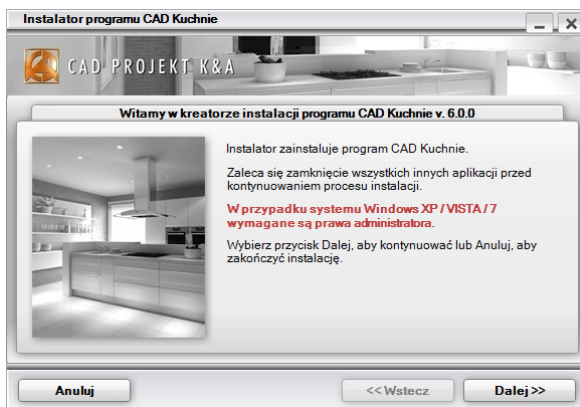 Instalator programu CAD Kuchnie
CAD PROJEKT K&A
Witamy w kreatorze instalacji programu CAD Kuchnie v. 6.0.0
Instalator zainstaluje program CAD Kuchnie.
Zaleca się zamknięcie wszystkich innych aplikacji przed
kontynuowaniem procesu instalacji.
W przypadku systemu Windows XP / VISTA / 7
wymagane są prawa administratora.
Wybierz przycisk Dalej, aby kontynuować lub Anuluj, aby
zakończyć instalację.
Anuluj
<< Wstecz
Dalej >>